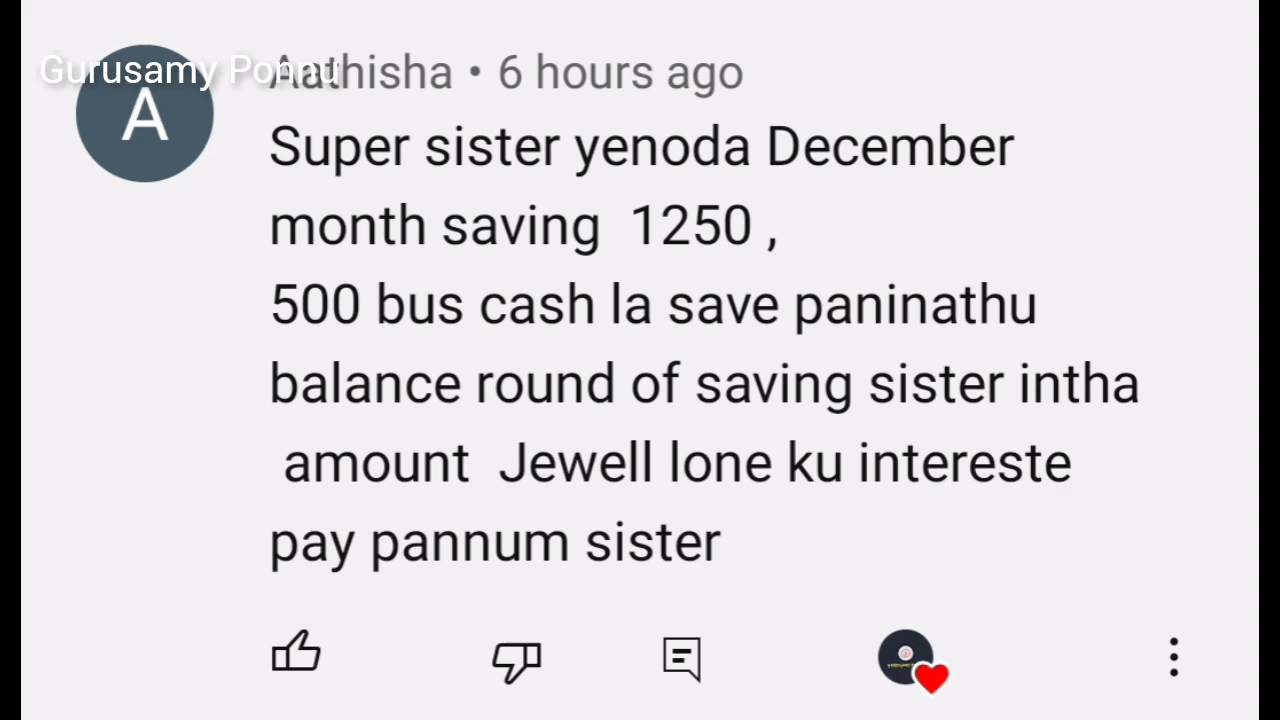 Gurusamy Ponnu
Aathisha • 6 hours ago
A
Super sister yenoda December
month saving 1250 ,
500 bus cash la save paninathu
balance round of saving sister intha
amount Jewell lone ku intereste
pay pannum sister